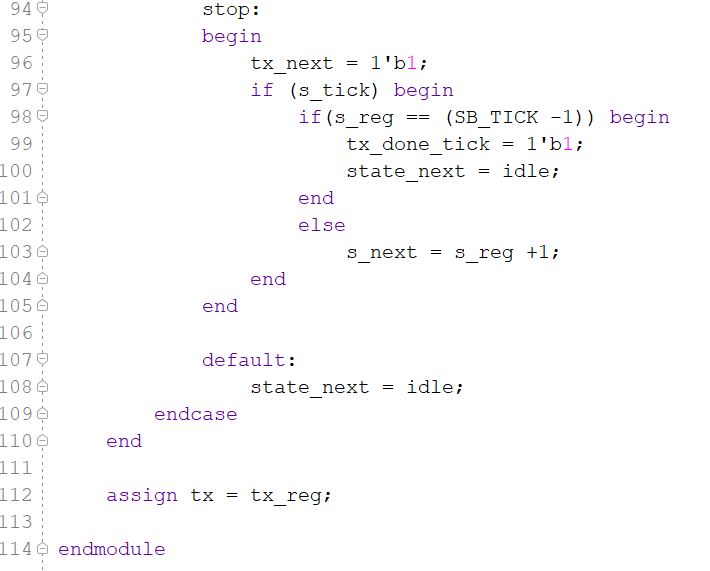 94 stop:
95 begin
96 tx_next = 1'b1;
97 if (s_tick) begin
98 if(s_reg == (SB_TICK -1)) begin
99 tx_done_tick = 1'b1;
100 state_next = idle;
101 end
102 else
103 s_next = s_reg +1;
104 end
105 end
106
107 default:
108 state_next = idle;
109 endcase
110 end
111
112 assign tx = tx_reg;
113
114 endmodule